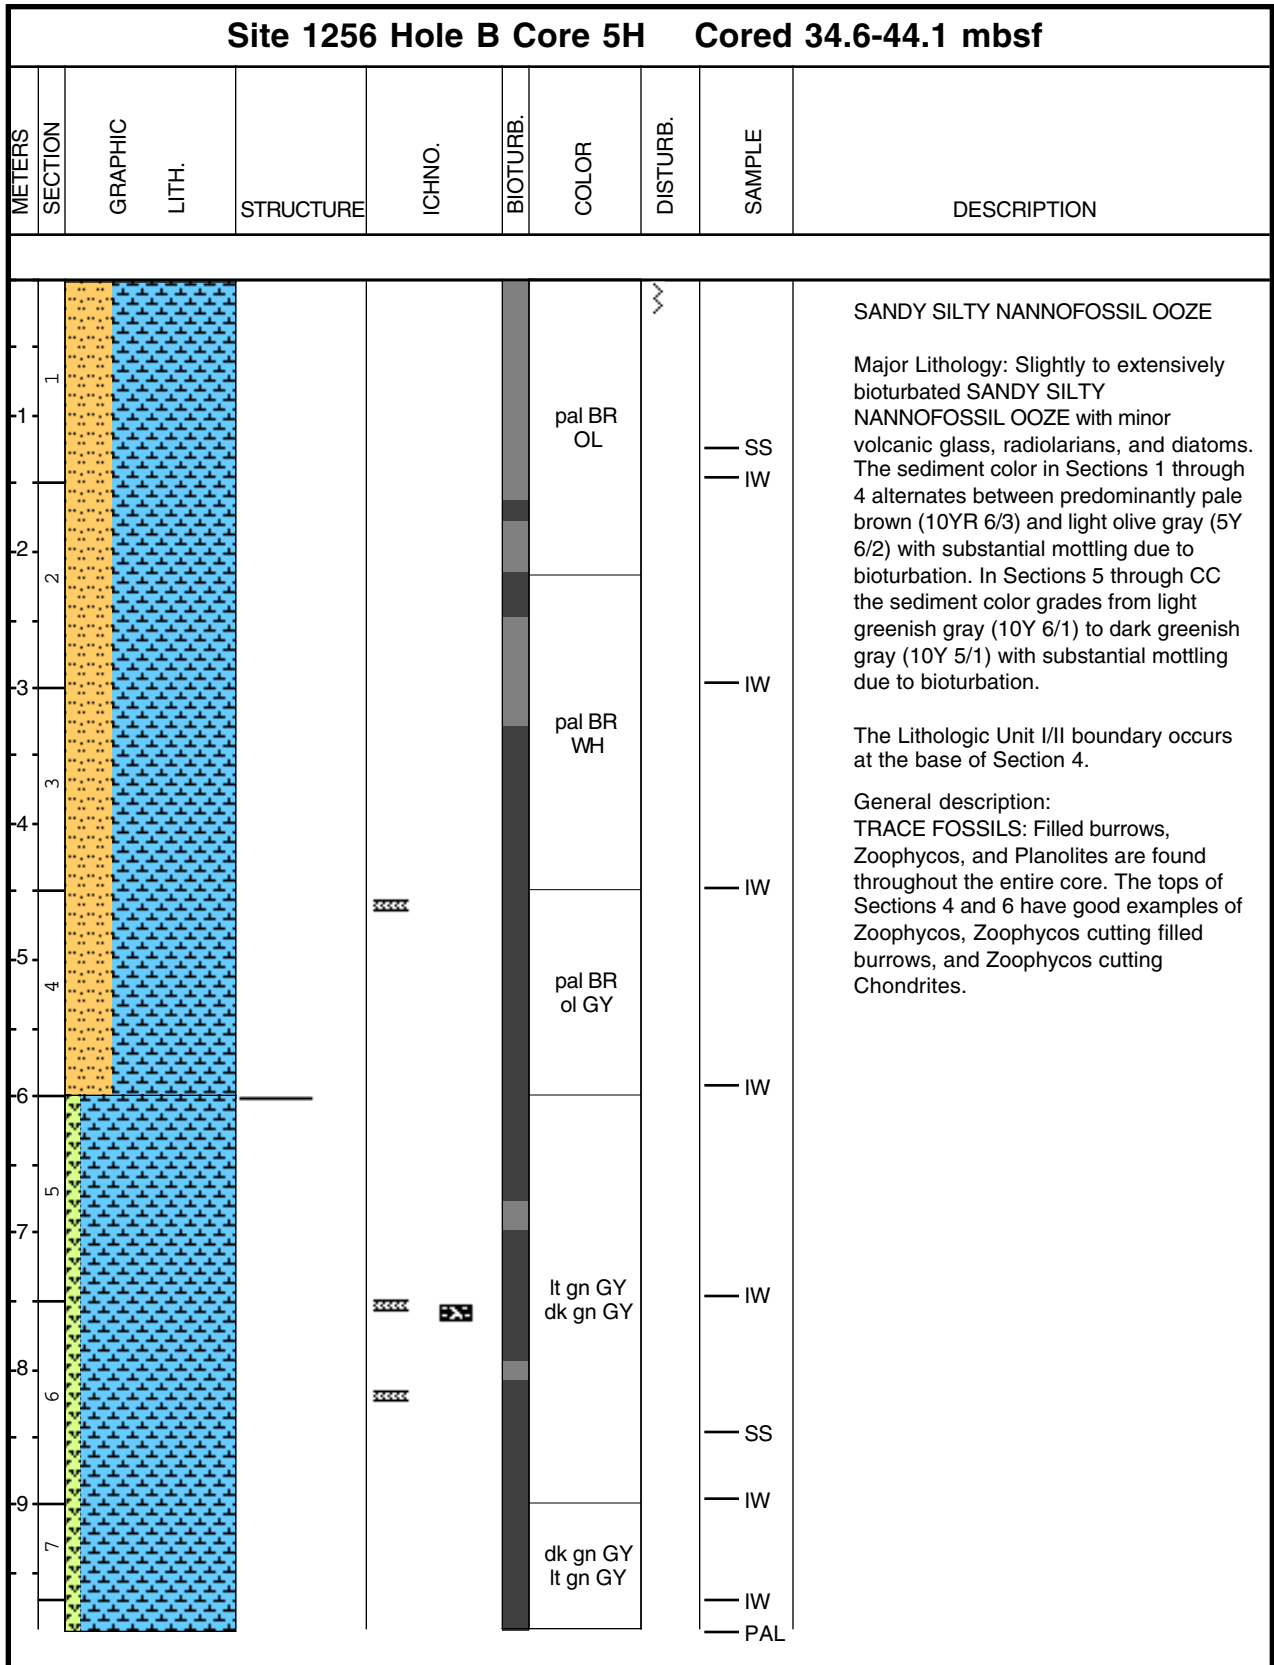 Site 1256 Hole B Core 5H Cored 34.6-44.1 mbsf
METERS
SECTION
GRAPHIC
LITH.
STRUCTURE
ICHNO.
BIOTURB.
COLOR
DISTURB.
SAMPLE
DESCRIPTION
1
2
3
4
5
6
7
8
9
1
2
3
4
5
6
7
pal BR
OL
pal BR
WH
pal BR
ol GY
lt gn GY
dk gn GY
dk gn GY
lt gn GY
SS
IW
IW
IW
IW
IW
SS
IW
IW
PAL
SANDY SILTY NANNOFOSSIL OOZE
Major Lithology: Slightly to extensively
bioturbated SANDY SILTY
NANNOFOSSIL OOZE with minor
volcanic glass, radiolarians, and diatoms.
The sediment color in Sections 1 through
4 alternates between predominantly pale
brown (10YR 6/3) and light olive gray (5Y
6/2) with substantial mottling due to
bioturbation. In Sections 5 through CC
the sediment color grades from light
greenish gray (10Y 6/1) to dark greenish
gray (10Y 5/1) with substantial mottling
due to bioturbation.
The Lithologic Unit I/II boundary occurs
at the base of Section 4.
General description:
TRACE FOSSILS: Filled burrows,
Zoophycos, and Planolites are found
throughout the entire core. The tops of
Sections 4 and 6 have good examples of
Zoophycos, Zoophycos cutting filled
burrows, and Zoophycos cutting
Chondrites.